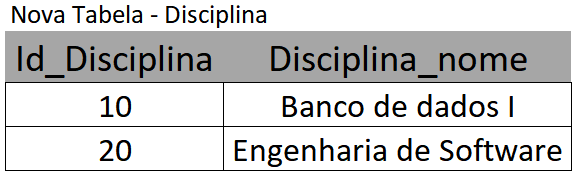 Nova Tabela - Disciplina
Id_Disciplina Disciplina_nome
10 Banco de dados I
20 Engenharia de Software